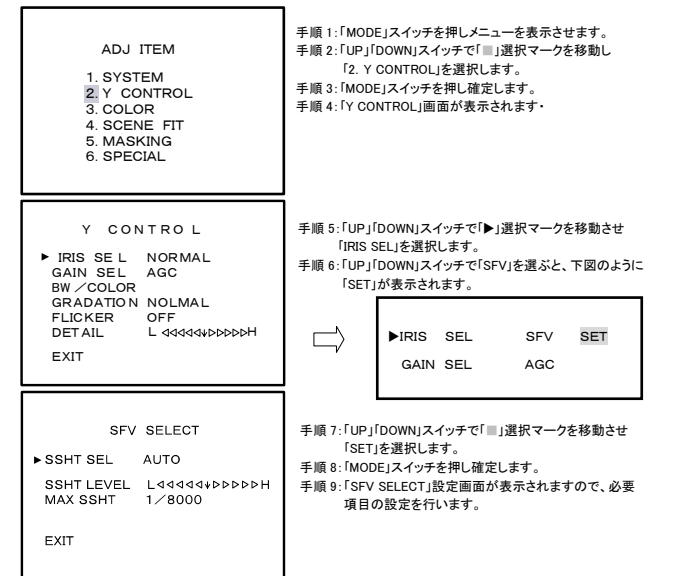 ADJ ITEM
1. SYSTEM
2. Y CONTROL
3. COLOR
4. SCENE FIT
5. MASKING
6. SPECIAL
手順 1：「MODE」スイッチを押しメニューを表示させます。
手順 2：「UP」「DOWN」スイッチで「■」選択マークを移動し
「2. Y CONTROL」を選択します。
手順 3：「MODE」スイッチを押し確定します。
手順 4：「Y CONTROL」画面が表示されます・
Y CONTROL
▶ IRIS SEL NORMAL
GAIN SEL AGC
BW／COLOR
GRADATION NOLMAL
FLICKER OFF
DETAIL L ◁◁◁◁◁↓▷▷▷▷▷H
EXIT
手順 5：「UP」「DOWN」スイッチで「▶」選択マークを移動させ
「IRIS SEL」を選択します。
手順 6：「UP」「DOWN」スイッチで「SFV」を選ぶと、下図のように
「SET」が表示されます。
▶IRIS SEL SFV SET
GAIN SEL AGC
SFV SELECT
▶SSHT SEL AUTO
SSHT LEVEL L◁◁◁◁◁↓▷▷▷▷▷H
MAX SSHT 1／8000
EXIT
手順 7：「UP」「DOWN」スイッチで「■」選択マークを移動させ
「SET」を選択します。
手順 8：「MODE」スイッチを押し確定します。
手順 9：「SFV SELECT」設定画面が表示されますので、必要
項目の設定を行います。